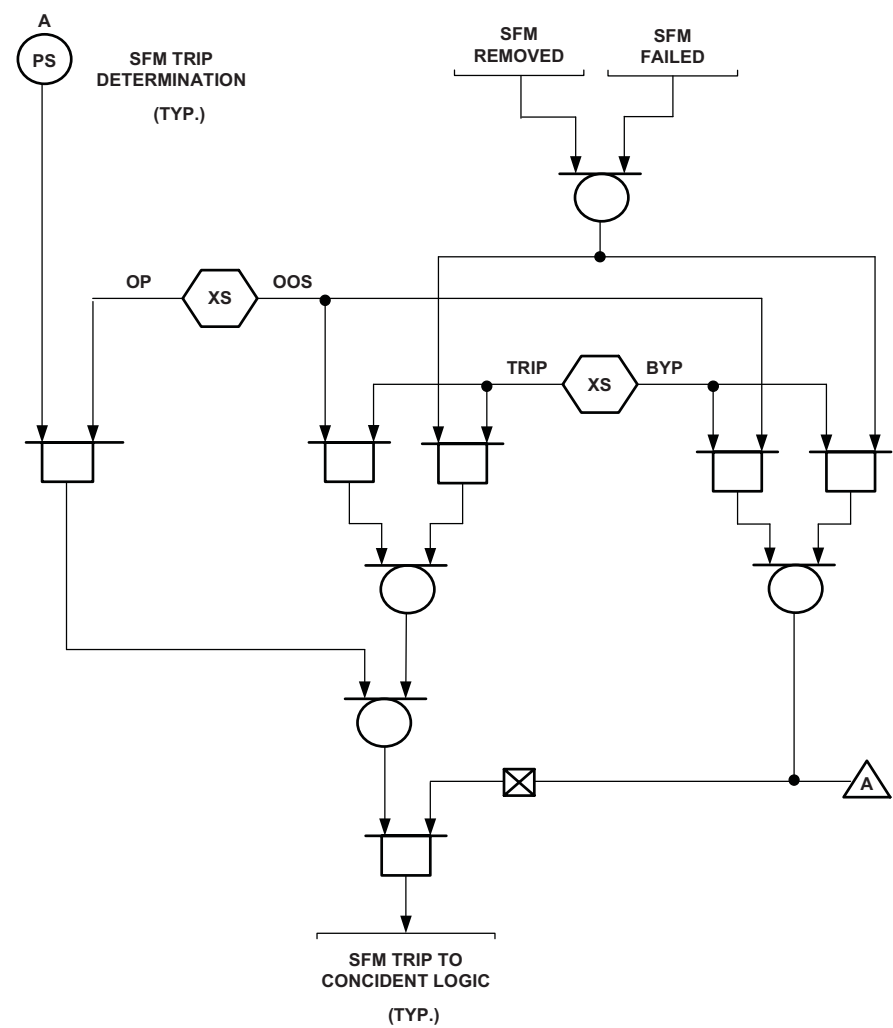 A
PS
SFM TRIP
DETERMINATION
(TYP.)
SFM
REMOVED
SFM
FAILED
OP
XS
OOS
TRIP
XS
BYP
A
SFM TRIP TO
CONCIDENT LOGIC
(TYP.)